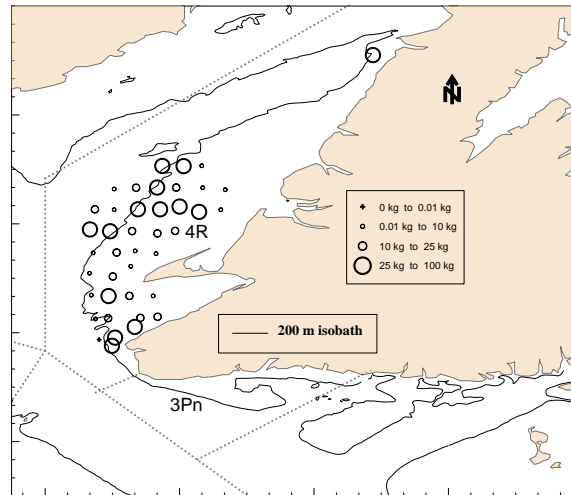 N
0 kg to 0.01 kg
0.01 kg to 10 kg
10 kg to 25 kg
25 kg to 100 kg
4R
200 m isobath
3Pn